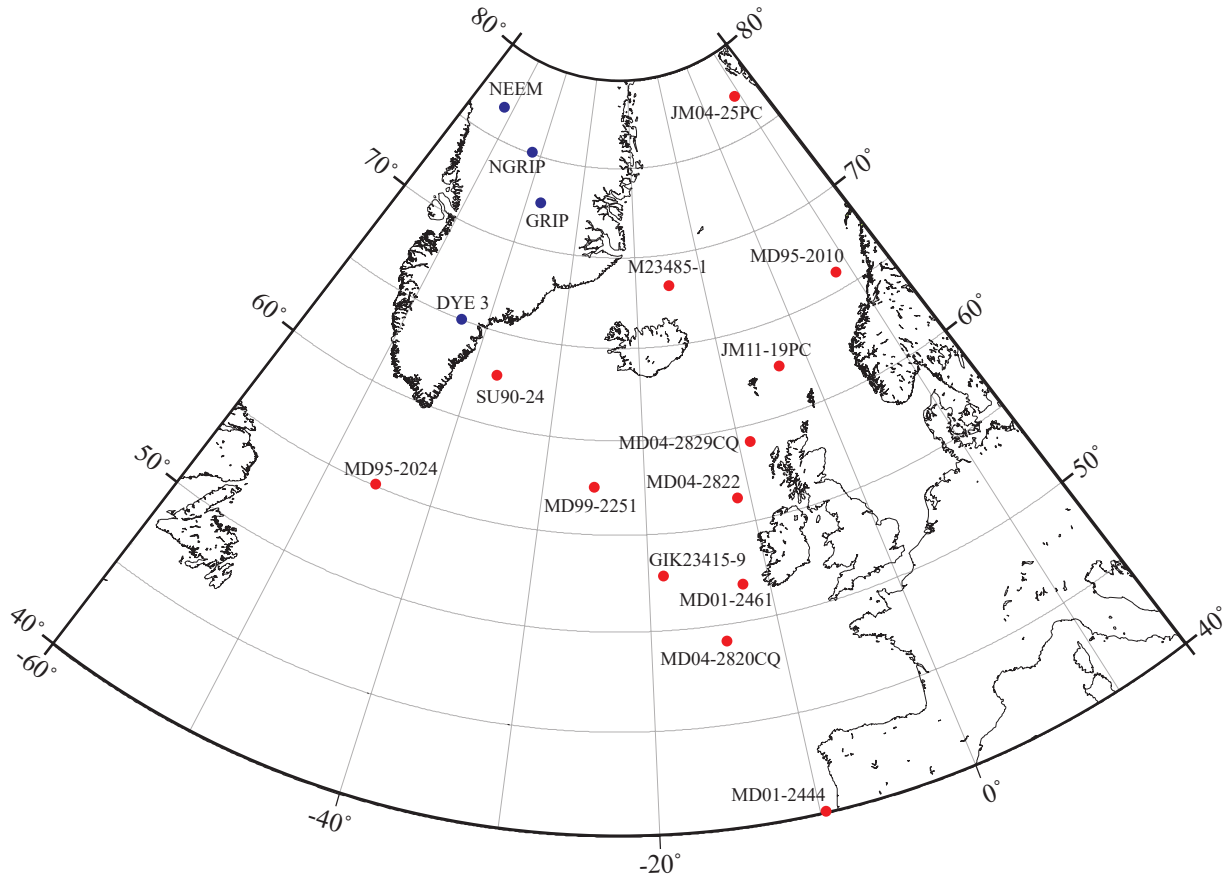 80°
80°
NEEM
JM04-25PC
NGRIP
70°
70°
GRIP
M23485-1
MD95-2010
DYE 3
60°
60°
JM11-19PC
SU90-24
MD04-2829CQ
MD95-2024
50°
50°
MD04-2822
MD99-2251
GIK23415-9
MD01-2461
40°
40°
-60°
MD04-2820CQ
MD01-2444
0°
-40°
-20°